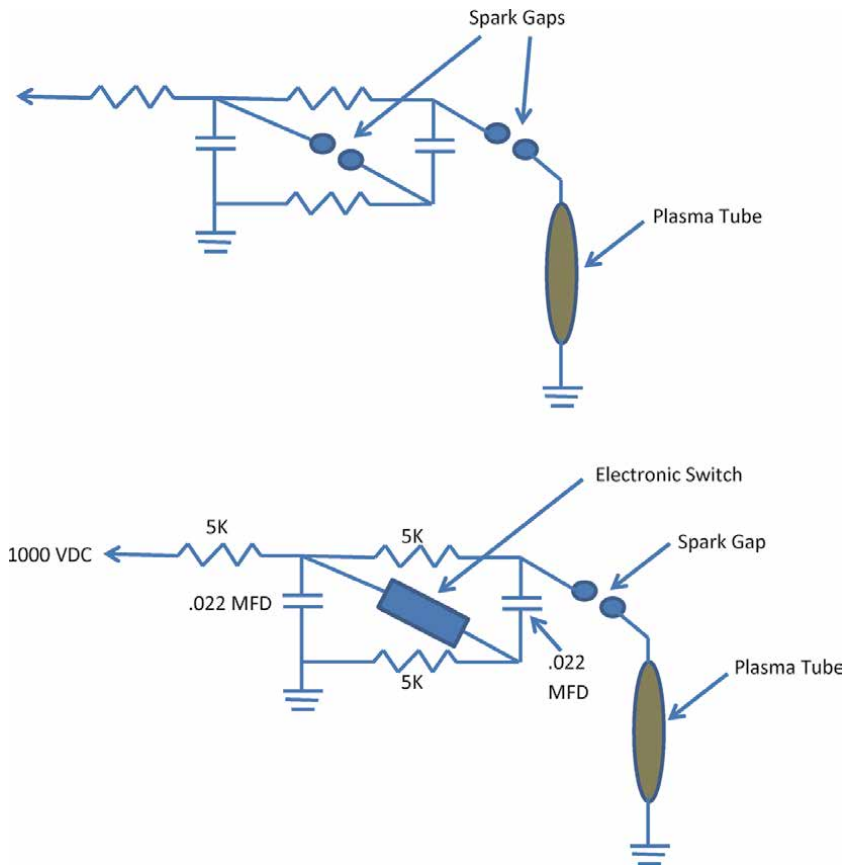 Spark Gaps
Plasma Tube
Electronic Switch
5K
5K
1000 VDC
Spark Gap
.022 MFD
.022
MFD
5K
Plasma Tube